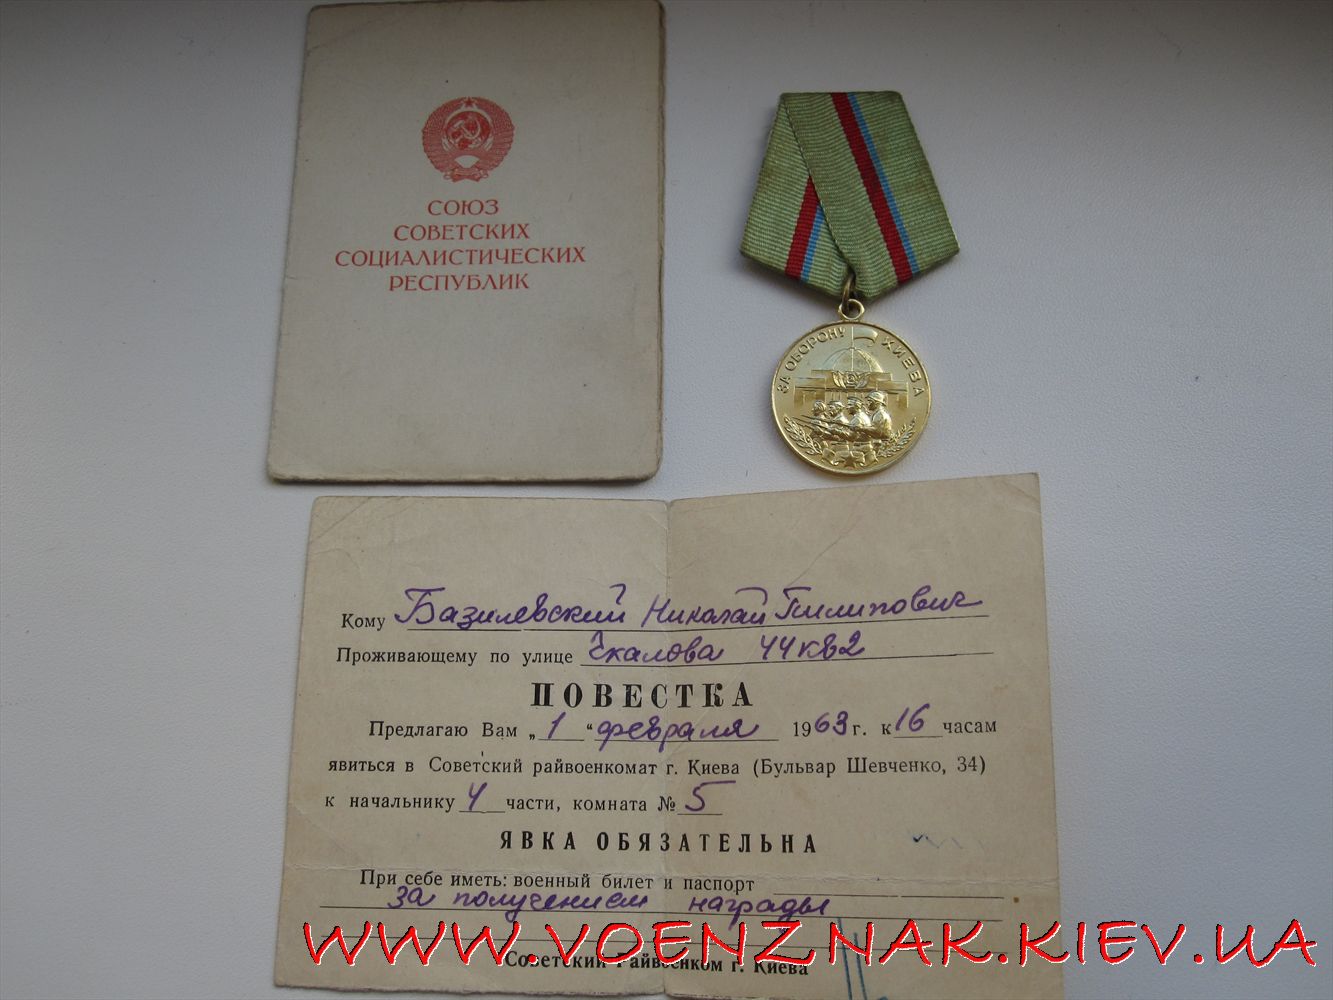 СОЮЗ
СОВЕТСКИХ
СОЦИАЛИСТИЧЕСКИХ
РЕСПУБЛИК
ЗА ОБОРОНУ КИЕВА
Кому Базилевский Николай Пилипович
Проживающему по улице Чкалова 44 кв 2
ПОВЕСТКА
Предлагаю Вам „ 1 “ февраля 1963 г. к 16 часам
явиться в Советский райвоенкомат г. Киева (Бульвар Шевченко, 34)
к начальнику 4 части, комната № 5
ЯВКА ОБЯЗАТЕЛЬНА
При себе иметь: военный билет и паспорт
за получением награды
WWW.VOENZNAK.KIEV.UA
Советский Райвоенком г. Киева